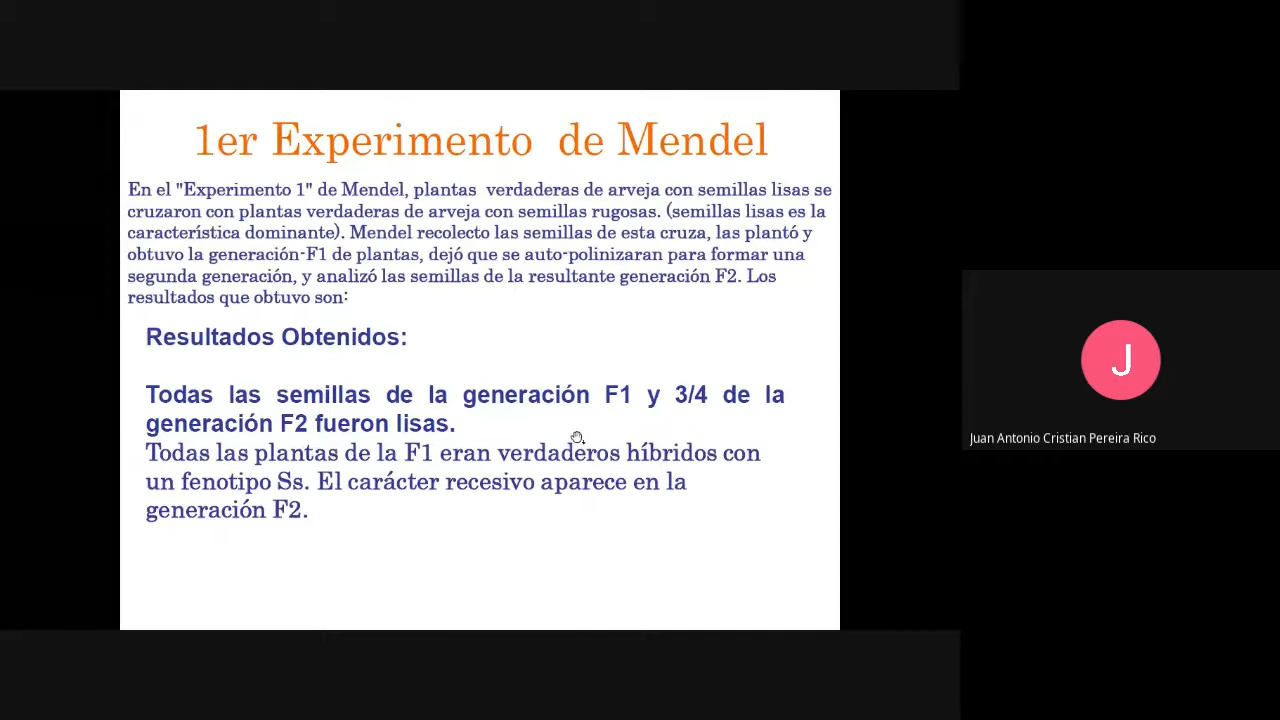 1er Experimento de Mendel
En el "Experimento 1" de Mendel, plantas verdaderas de arveja con semillas lisas se
cruzaron con plantas verdaderas de arveja con semillas rugosas. (semillas lisas es la
característica dominante). Mendel recolecto las semillas de esta cruza, las plantó y
obtuvo la generación-F1 de plantas, dejó que se auto-polinizaran para formar una
segunda generación, y analizó las semillas de la resultante generación F2. Los
resultados que obtuvo son:
Resultados Obtenidos:
Todas las semillas de la generación F1 y 3/4 de la
generación F2 fueron lisas.
Todas las plantas de la F1 eran verdaderos híbridos con
un fenotipo Ss. El carácter recesivo aparece en la
generación F2.
J
Juan Antonio Cristian Pereira Rico